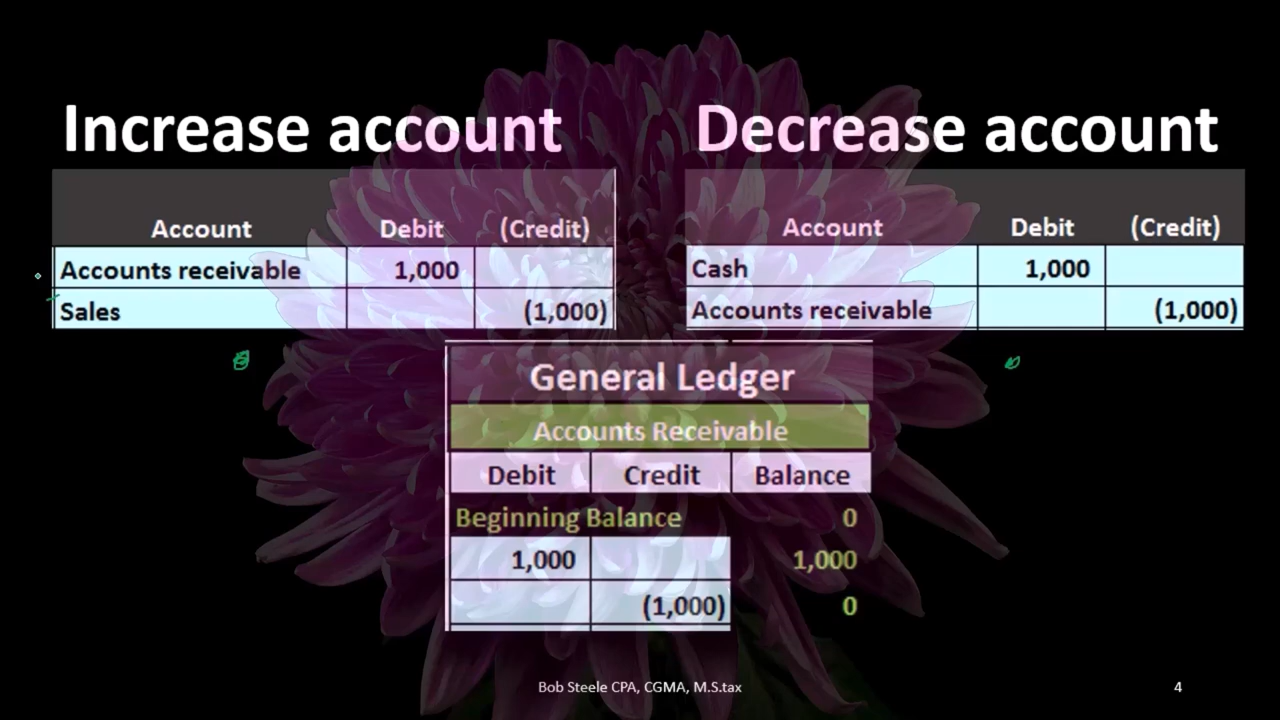 Increase account
Decrease account
Account Debit (Credit)
Accounts receivable 1,000
Sales (1,000)
Account Debit (Credit)
Cash 1,000
Accounts receivable (1,000)
General Ledger
Accounts Receivable
Debit Credit Balance
Beginning Balance 0
1,000 1,000
(1,000) 0
Bob Steele CPA, CGMA, M.S.tax
4